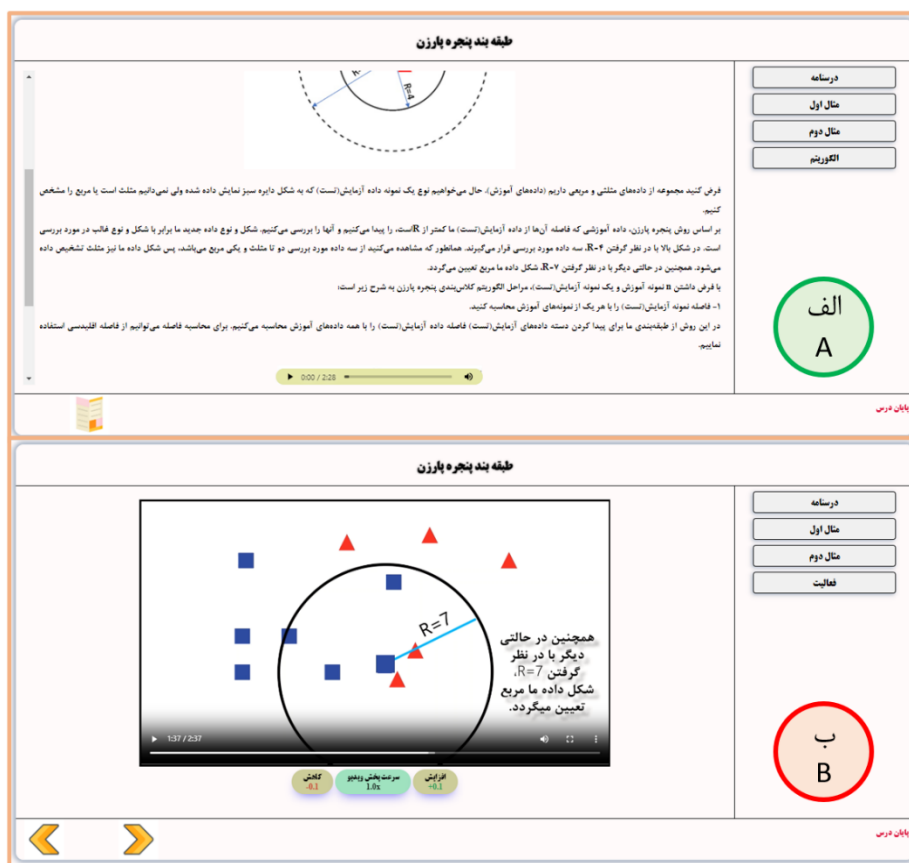 طبقه بند پنجره پارزن
درسنامه
مثال اول
مثال دوم
الگوریتم
R=4
فرض کنید مجموعه از داده‌های مثلثی و مربعی داریم (داده‌های آموزش). حال می‌خواهیم نوع یک نمونه داده آزمایش(تست) که به شکل دایره سبز نمایش داده شده ولی نمی‌دانیم مثلث است یا مربع را مشخص
کنیم.
بر اساس روش پنجره پارزن، داده آموزشی که فاصله آن‌ها از داده آزمایش(تست) ما کمتر از Rاست، را پیدا می‌کنیم و آنها را بررسی می‌کنیم. شکل و نوع داده جدید ما برابر با شکل و نوع غالب در مورد بررسی
است. در شکل بالا با در نظر گرفتن R=۴، سه داده مورد بررسی قرار می‌گیرند. همانطور که مشاهده می‌کنید از سه داده مورد بررسی دو تا مثلث و یکی مربع می‌باشد، پس شکل داده ما نیز مثلث تشخیص داده
می‌شود. همچنین در حالتی دیگر با در نظر گرفتن R=۷، شکل داده ما مربع تعیین می‌گردد.
با فرض داشتن n نمونه آموزش و یک نمونه آزمایش(تست)، مراحل الگوریتم کلاس‌بندی پنجره پارزن به شرح زیر است:
۱- فاصله نمونه آزمایش(تست) را با هر یک از نمونه‌های آموزش محاسبه کنید.
در این روش از طبقه‌بندی ما برای پیدا کردن دسته داده‌های آزمایش(تست) فاصله داده آزمایش(تست) را با همه داده‌های آموزش محاسبه می‌کنیم. برای محاسبه فاصله می‌توانیم از فاصله اقلیدسی استفاده
نماییم.
0:00 / 2:28
الف
A
پایان درس
طبقه بند پنجره پارزن
درسنامه
مثال اول
مثال دوم
فعالیت
R=7
همچنین در حالتی
دیگر با در نظر
گرفتن R=7،
شکل داده ما مربع
تعیین میگردد.
1:37 / 2:37
افزایش
+0.1
سرعت پخش ویدیو
1.0x
کاهش
-0.1
ب
B
پایان درس